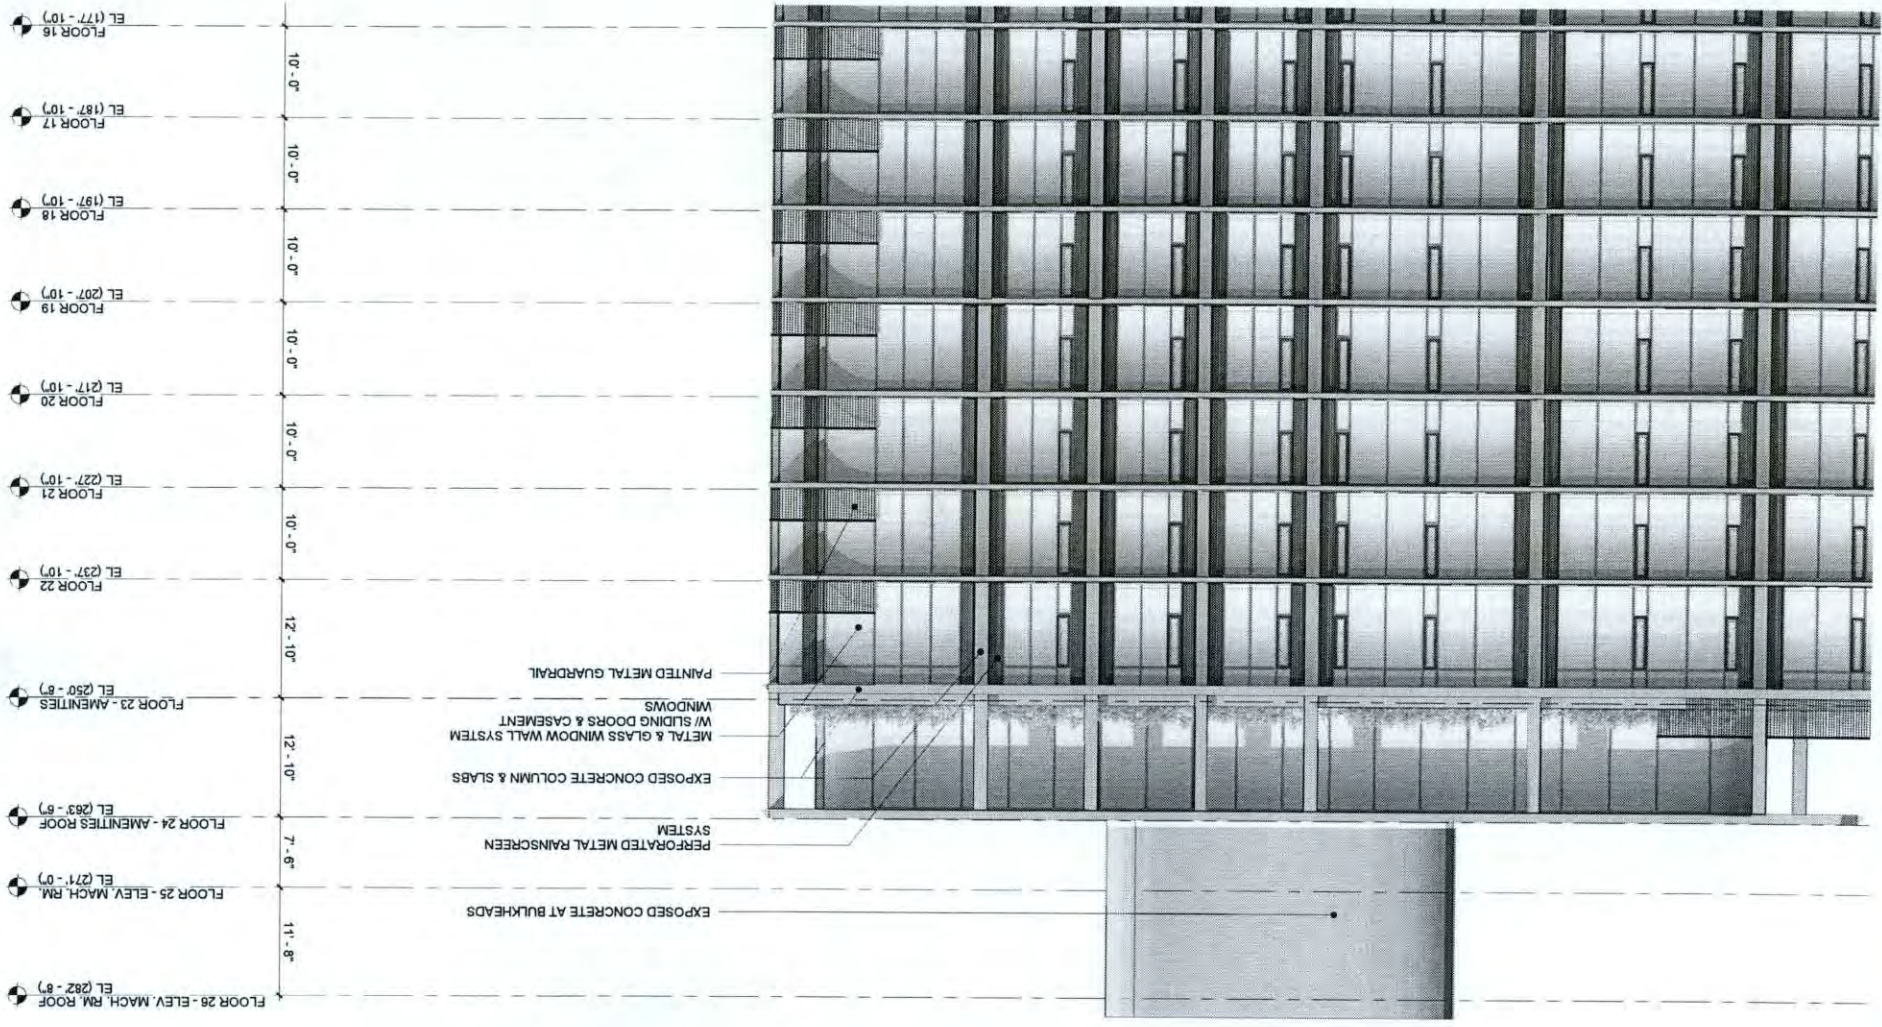 FLOOR 26 - ELEV. MACH. RM. ROOF
EL (282' - 8")
11' - 8"
EXPOSED CONCRETE AT BULKHEADS
FLOOR 25 - ELEV. MACH. RM.
EL (271' - 0")
7' - 6"
PERFORATED METAL RAINSCREEN
SYSTEM
FLOOR 24 - AMENITIES ROOF
EL (263' - 6")
12' - 10"
EXPOSED CONCRETE COLUMN & SLABS
METAL & GLASS WINDOW WALL SYSTEM
W/ SLIDING DOORS & CASEMENT
WINDOWS
FLOOR 23 - AMENITIES
EL (250' - 8")
PAINTED METAL GUARDRAIL
12' - 10"
FLOOR 22
EL (237' - 10")
10' - 0"
FLOOR 21
EL (227' - 10")
10' - 0"
FLOOR 20
EL (217' - 10")
10' - 0"
FLOOR 19
EL (207' - 10")
10' - 0"
FLOOR 18
EL (197' - 10")
10' - 0"
FLOOR 17
EL (187' - 10")
10' - 0"
FLOOR 16
EL (177' - 10")